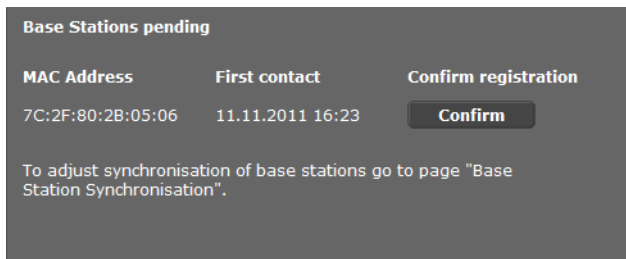 Base Stations pending
MAC Address First contact Confirm registration
7C:2F:80:2B:05:06 11.11.2011 16:23 Confirm
To adjust synchronisation of base stations go to page "Base
Station Synchronisation".